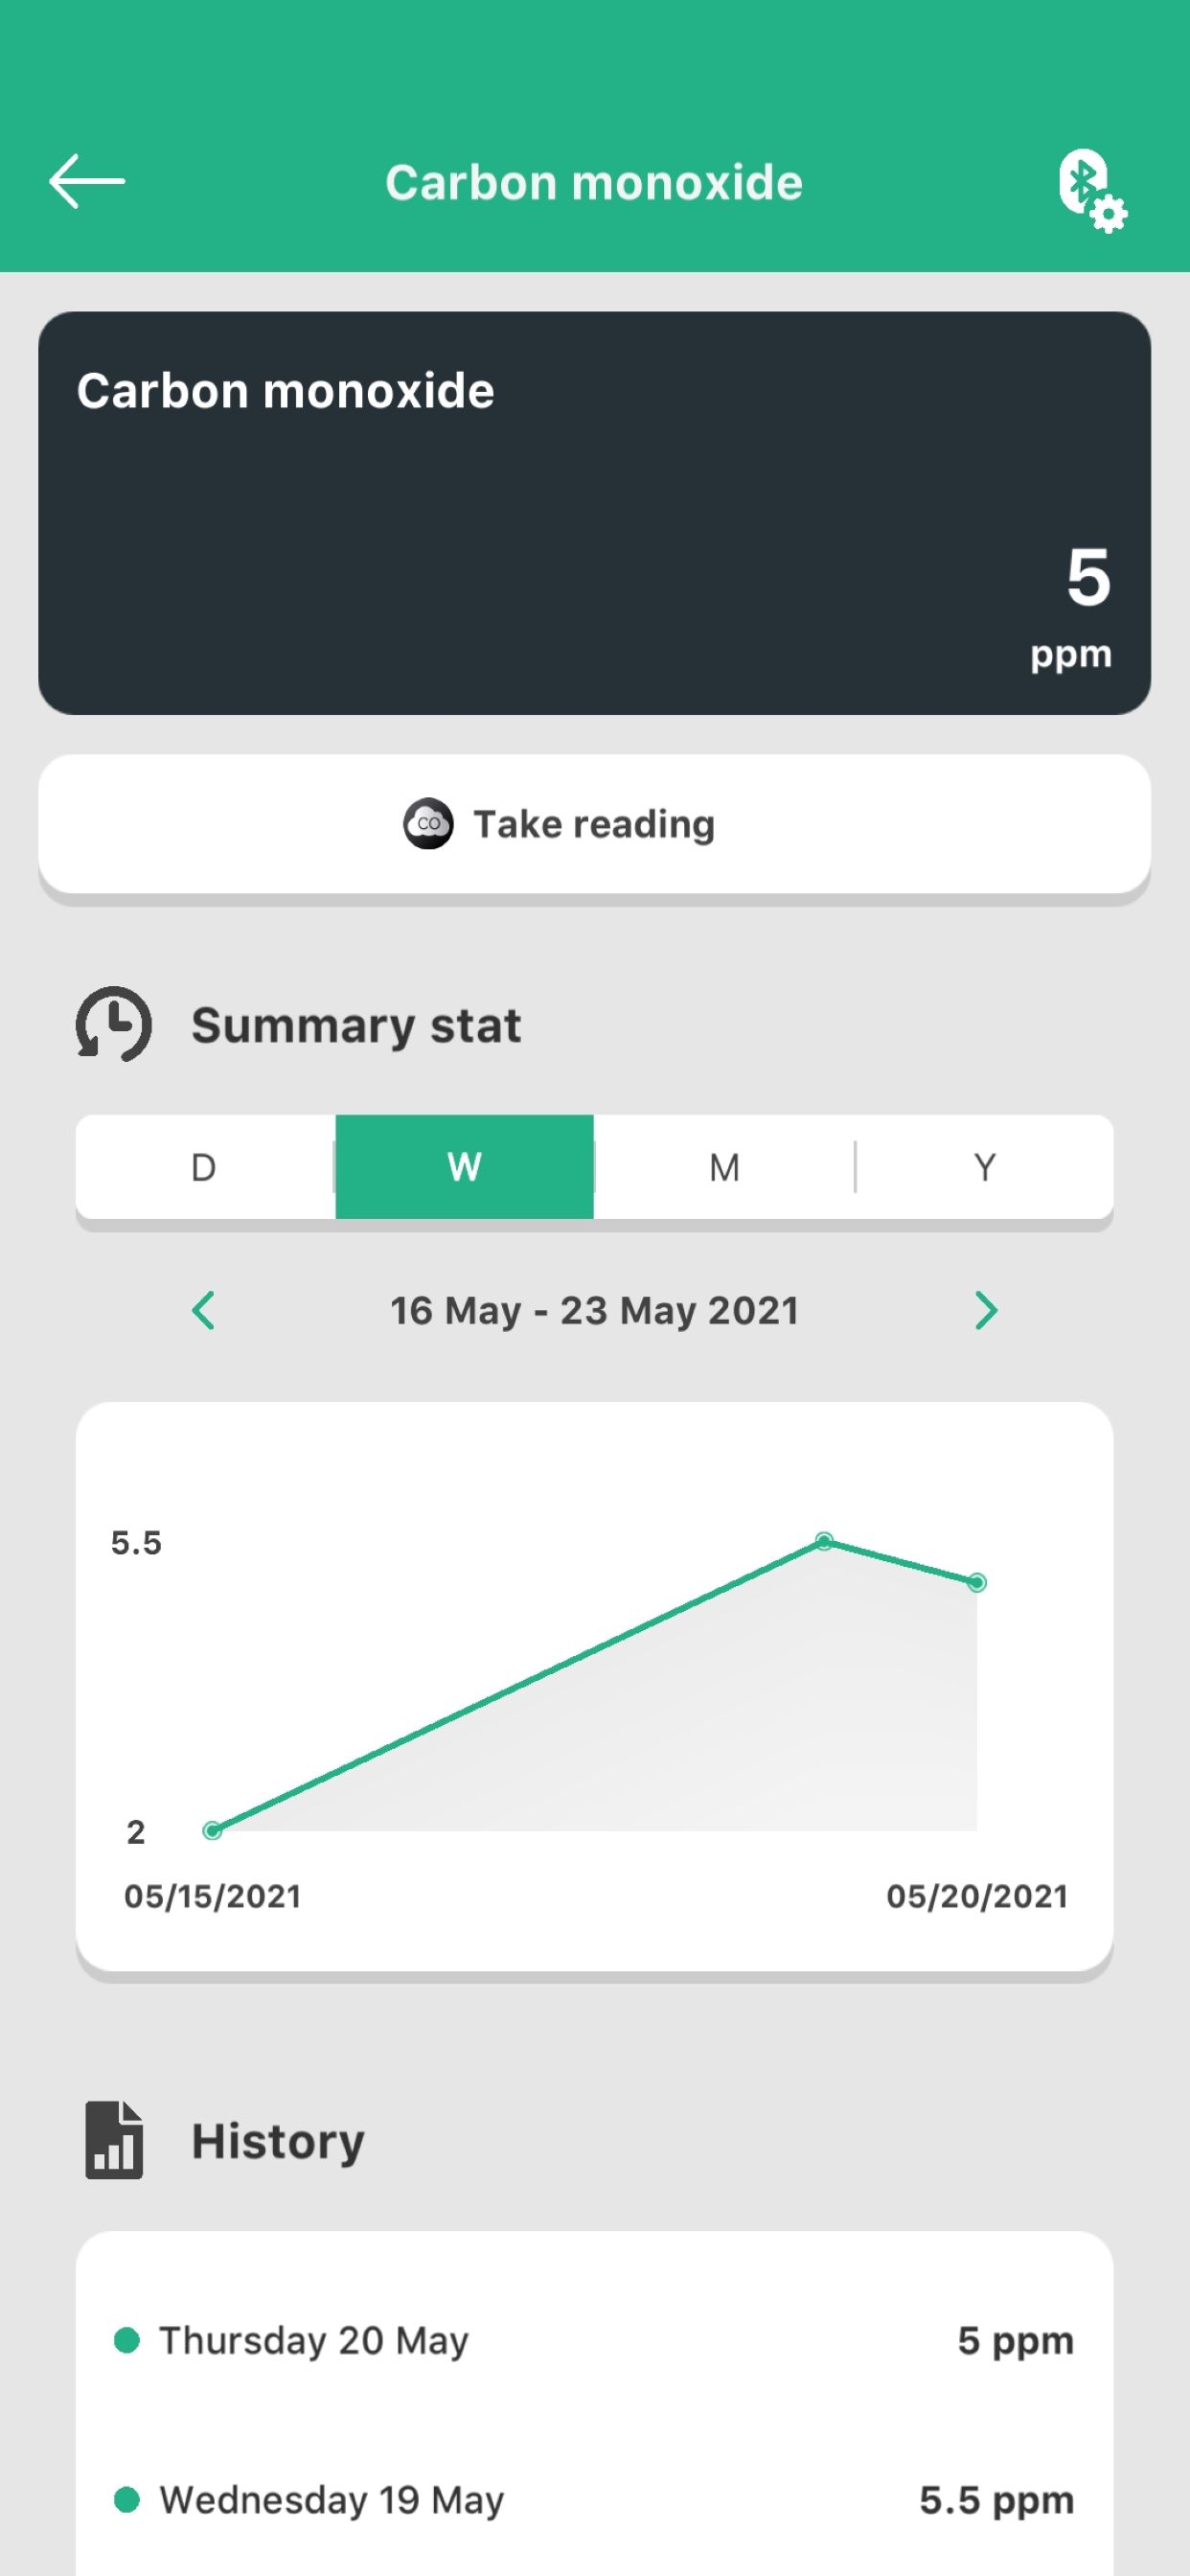 Carbon monoxide
Carbon monoxide
5
ppm
CO Take reading
Summary stat
D W M Y
16 May - 23 May 2021
5.5
2
05/15/2021 05/20/2021
History
Thursday 20 May 5 ppm
Wednesday 19 May 5.5 ppm